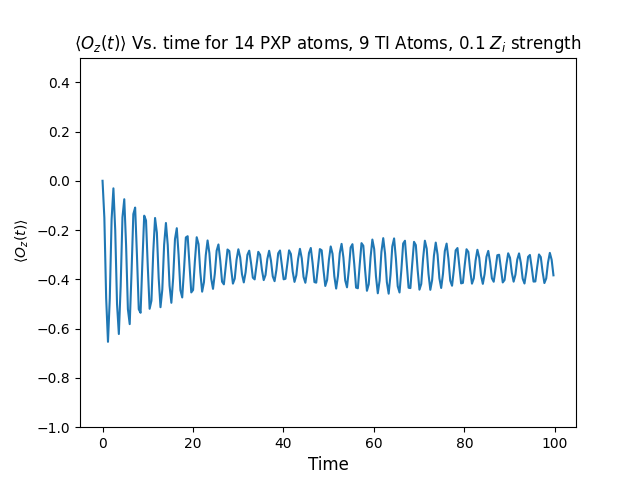 ⟨O_z(t)⟩ Vs. time for 14 PXP atoms, 9 TI Atoms, 0.1 Z_i strength
0.4
0.2
0.0
−0.2
−0.4
−0.6
−0.8
−1.0
⟨O_z(t)⟩
0 20 40 60 80 100
Time